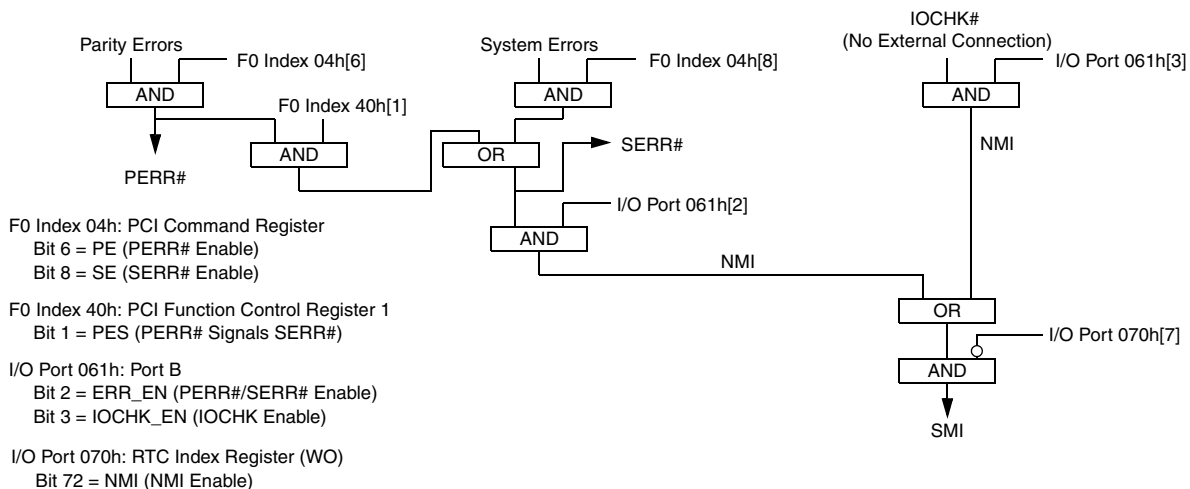 IOCHK#
(No External Connection)
Parity Errors
F0 Index 04h[6]
System Errors
F0 Index 04h[8]
I/O Port 061h[3]
AND
AND
AND
F0 Index 40h[1]
AND
OR
SERR#
NMI
PERR#
I/O Port 061h[2]
AND
NMI
F0 Index 04h: PCI Command Register
Bit 6 = PE (PERR# Enable)
Bit 8 = SE (SERR# Enable)
F0 Index 40h: PCI Function Control Register 1
Bit 1 = PES (PERR# Signals SERR#)
OR
I/O Port 070h[7]
AND
SMI
I/O Port 061h: Port B
Bit 2 = ERR_EN (PERR#/SERR# Enable)
Bit 3 = IOCHK_EN (IOCHK Enable)
I/O Port 070h: RTC Index Register (WO)
Bit 72 = NMI (NMI Enable)